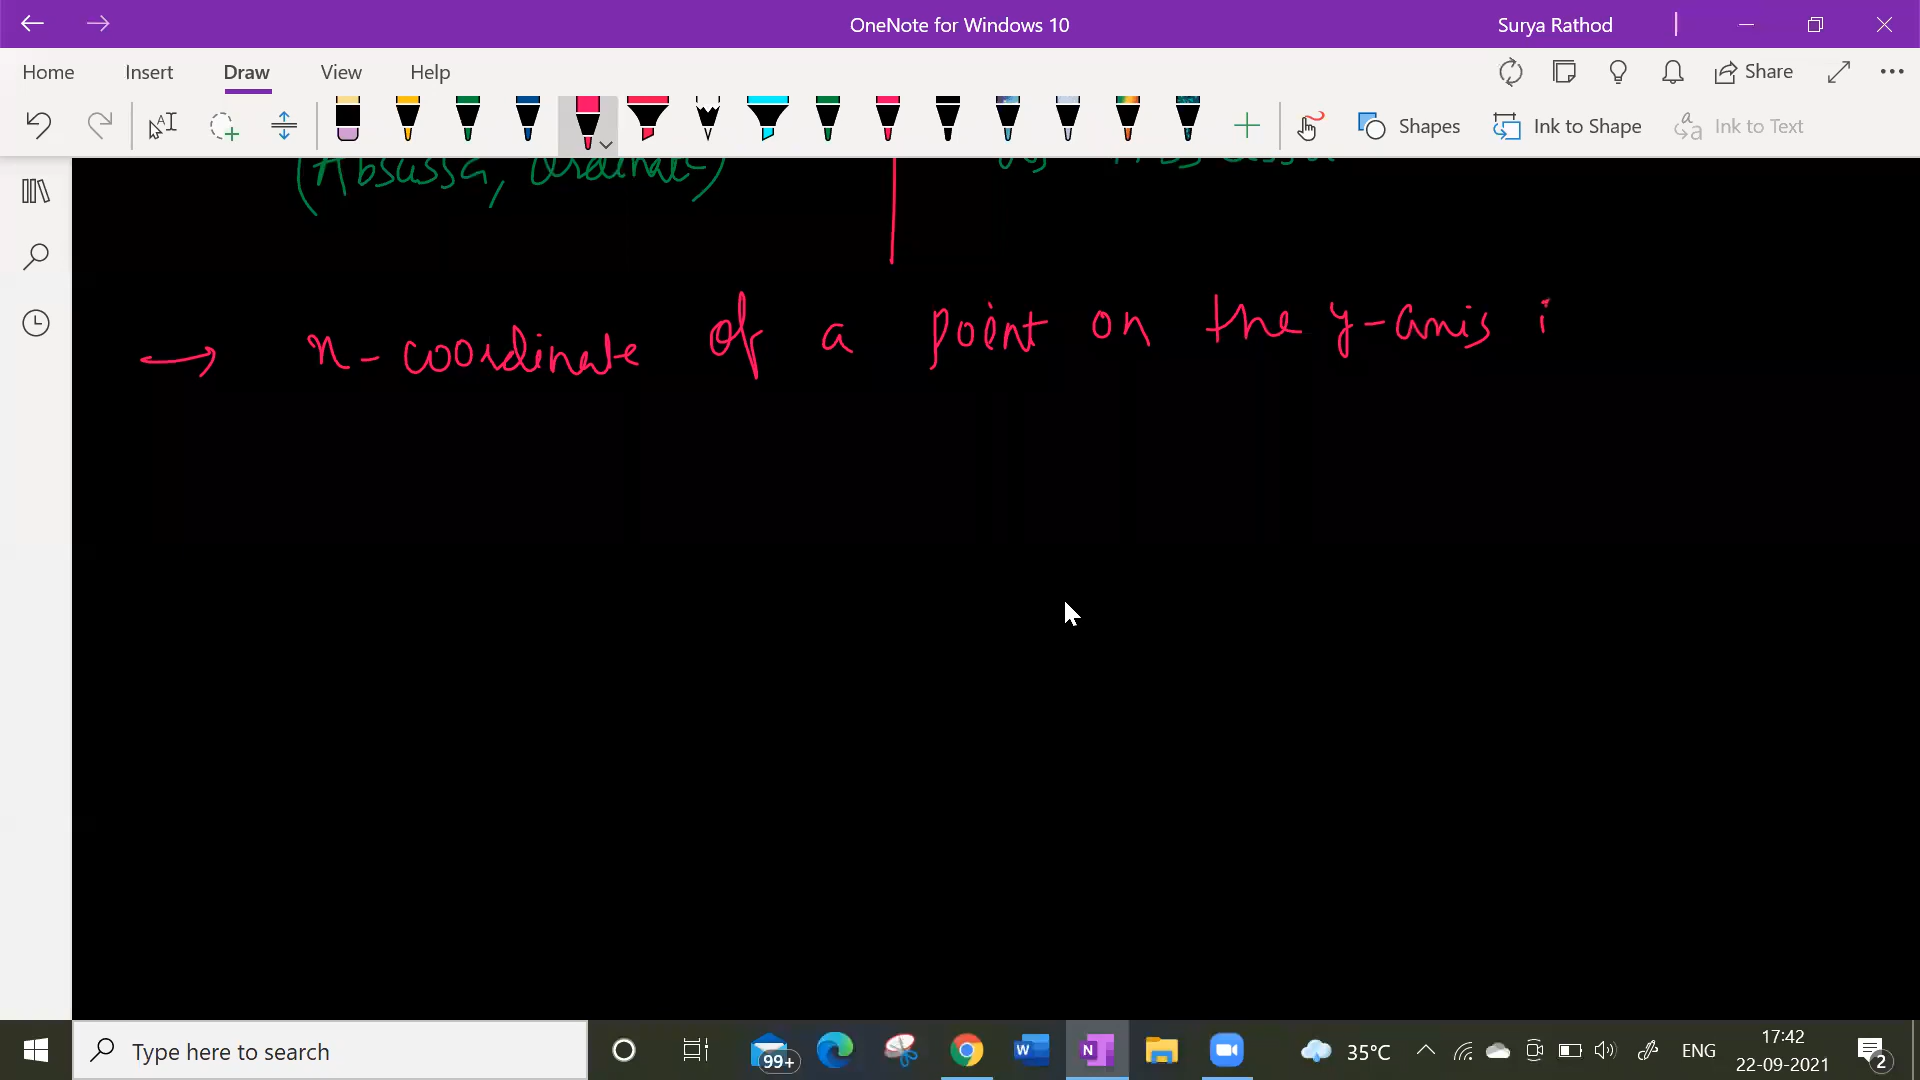 OneNote for Windows 10
Surya Rathod
Home Insert Draw View Help
Share
Shapes Ink to Shape Ink to Text
(Abscissa, Ordinate)
→ x-coordinate of a point on the y-axis i
Type here to search
99+
35°C
ENG
17:42
22-09-2021
2